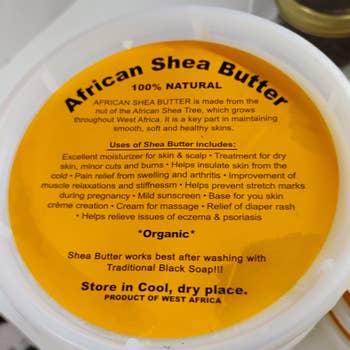 African Shea Butter
100% NATURAL
AFRICAN SHEA BUTTER is made from the
nut of the African Shea Tree, which grows
throughout West Africa. It is a key part in maintaining
smooth, soft and healthy skins.
Uses of Shea Butter includes:
Excellent moisturizer for skin & scalp • Treatment for dry
skin, minor cuts and burns • Helps insulate skin from the
cold • Pain relief from swelling and arthritis • Improvement of
muscle relaxations and stiffnessm • Helps prevent stretch marks
during pregnancy • Mild sunscreen • Base for you skin
crème creation • Cream for massage • Relief of diaper rash
• Helps relieve issues of eczema & psoriasis
*Organic*
Shea Butter works best after washing with
Traditional Black Soap!!!
Store in Cool, dry place.
PRODUCT OF WEST AFRICA